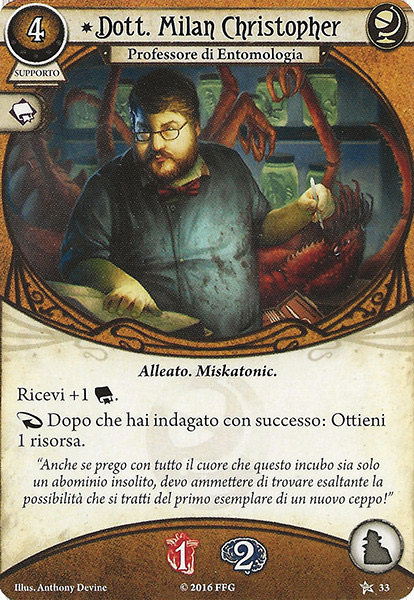 4
Dott. Milan Christopher
SUPPORTO
Professore di Entomologia
Alleato. Miskatonic.
Ricevi +1 .
Dopo che hai indagato con successo: Ottieni
1 risorsa.
“Anche se prego con tutto il cuore che questo incubo sia solo
un abominio insolito, devo ammettere di trovare esaltante la
possibilità che si tratti del primo esemplare di un nuovo ceppo!”
1
2
Illus. Anthony Devine
© 2016 FFG
33